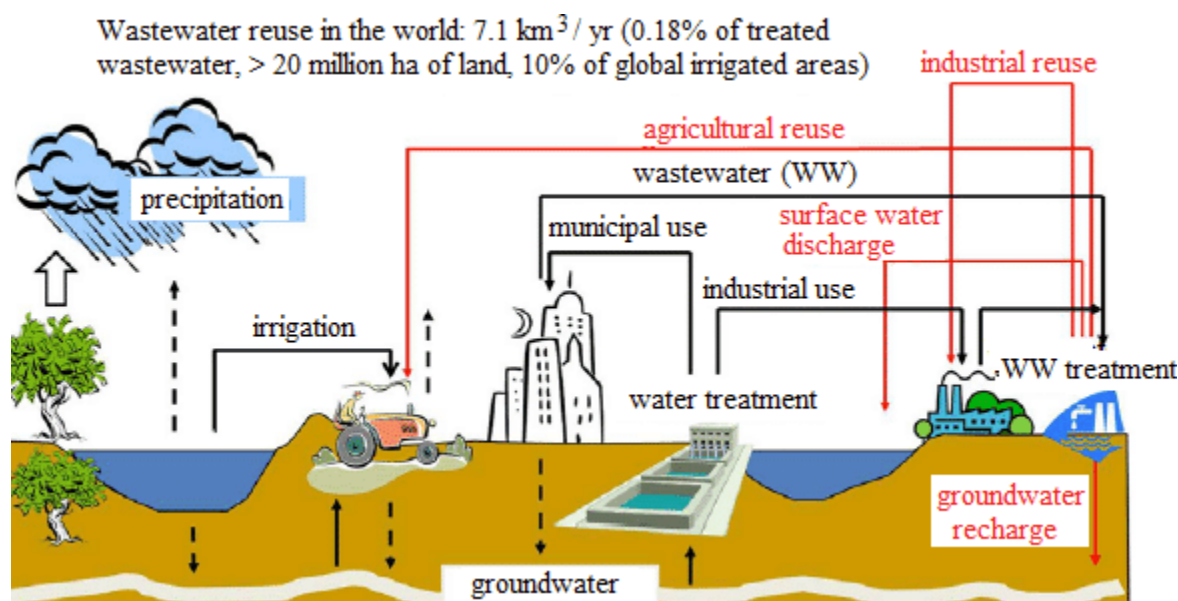 Wastewater reuse in the world: 7.1 km³ / yr (0.18% of treated
wastewater, > 20 million ha of land, 10% of global irrigated areas)
industrial reuse
agricultural reuse
wastewater (WW)
precipitation
surface water
discharge
municipal use
industrial use
irrigation
WW treatment
water treatment
groundwater
recharge
groundwater